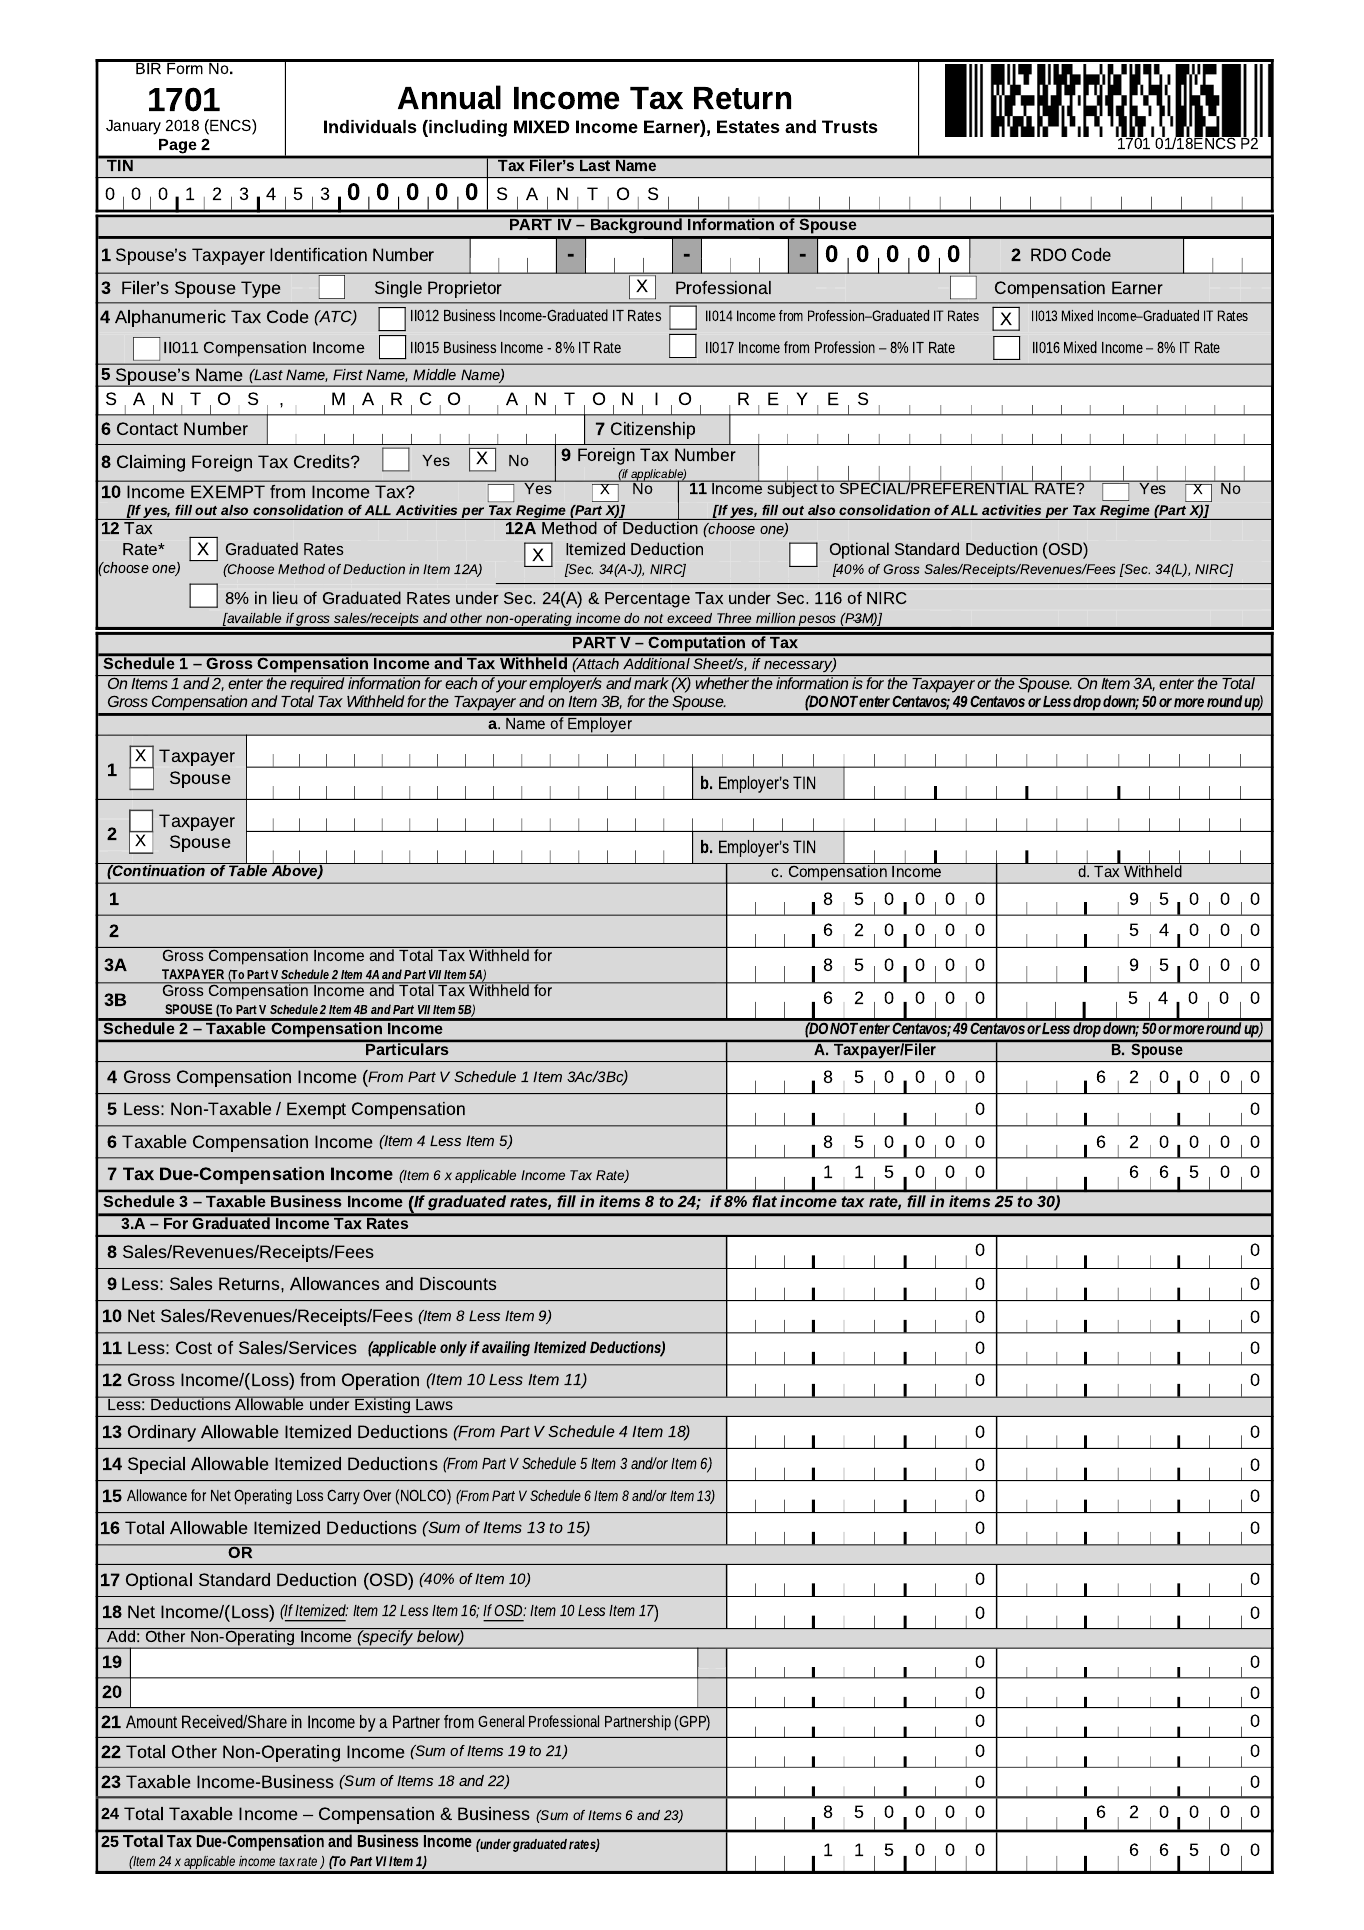 BIR Form No.
1701
January 2018 (ENCS)
Page 2
Annual Income Tax Return
Individuals (including MIXED Income Earner), Estates and Trusts
1701 01/18ENCS P2
TIN Tax Filer's Last Name
0 0 0 1 2 3 4 5 3 0 0 0 0 0 S A N T O S
PART IV – Background Information of Spouse
1 Spouse's Taxpayer Identification Number - - - 0 0 0 0 0 2 RDO Code
3 Filer's Spouse Type Single Proprietor X Professional Compensation Earner
4 Alphanumeric Tax Code (ATC) II012 Business Income-Graduated IT Rates II014 Income from Profession–Graduated IT Rates X II013 Mixed Income–Graduated IT Rates
II011 Compensation Income II015 Business Income - 8% IT Rate II017 Income from Profession – 8% IT Rate II016 Mixed Income – 8% IT Rate
5 Spouse's Name (Last Name, First Name, Middle Name)
S A N T O S , M A R C O A N T O N I O R E Y E S
6 Contact Number 7 Citizenship
8 Claiming Foreign Tax Credits? Yes X No 9 Foreign Tax Number
(if applicable)
10 Income EXEMPT from Income Tax? Yes X No 11 Income subject to SPECIAL/PREFERENTIAL RATE? Yes X No
[If yes, fill out also consolidation of ALL Activities per Tax Regime (Part X)] [If yes, fill out also consolidation of ALL activities per Tax Regime (Part X)]
12 Tax 12A Method of Deduction (choose one)
Rate* X Graduated Rates X Itemized Deduction Optional Standard Deduction (OSD)
(choose one) (Choose Method of Deduction in Item 12A) [Sec. 34(A-J), NIRC] [40% of Gross Sales/Receipts/Revenues/Fees [Sec. 34(L), NIRC]
8% in lieu of Graduated Rates under Sec. 24(A) & Percentage Tax under Sec. 116 of NIRC
[available if gross sales/receipts and other non-operating income do not exceed Three million pesos (P3M)]
PART V – Computation of Tax
Schedule 1 – Gross Compensation Income and Tax Withheld (Attach Additional Sheet/s, if necessary)
On Items 1 and 2, enter the required information for each of your employer/s and mark (X) whether the information is for the Taxpayer or the Spouse. On Item 3A, enter the Total
Gross Compensation and Total Tax Withheld for the Taxpayer and on Item 3B, for the Spouse. (DO NOT enter Centavos; 49 Centavos or Less drop down; 50 or more round up)
a. Name of Employer
1 X Taxpayer
Spouse b. Employer's TIN
2 Taxpayer
X Spouse b. Employer's TIN
(Continuation of Table Above) c. Compensation Income d. Tax Withheld
1 8 5 0 0 0 0 9 5 0 0 0
2 6 2 0 0 0 0 5 4 0 0 0
3A Gross Compensation Income and Total Tax Withheld for
TAXPAYER (To Part V Schedule 2 Item 4A and Part VII Item 5A) 8 5 0 0 0 0 9 5 0 0 0
3B Gross Compensation Income and Total Tax Withheld for
SPOUSE (To Part V Schedule 2 Item 4B and Part VII Item 5B) 6 2 0 0 0 0 5 4 0 0 0
Schedule 2 – Taxable Compensation Income (DO NOT enter Centavos; 49 Centavos or Less drop down; 50 or more round up)
Particulars A. Taxpayer/Filer B. Spouse
4 Gross Compensation Income (From Part V Schedule 1 Item 3Ac/3Bc) 8 5 0 0 0 0 6 2 0 0 0 0
5 Less: Non-Taxable / Exempt Compensation 0 0
6 Taxable Compensation Income (Item 4 Less Item 5) 8 5 0 0 0 0 6 2 0 0 0 0
7 Tax Due-Compensation Income (Item 6 x applicable Income Tax Rate) 1 1 5 0 0 0 6 6 5 0 0
Schedule 3 – Taxable Business Income (If graduated rates, fill in items 8 to 24; if 8% flat income tax rate, fill in items 25 to 30)
3.A – For Graduated Income Tax Rates
8 Sales/Revenues/Receipts/Fees 0 0
9 Less: Sales Returns, Allowances and Discounts 0 0
10 Net Sales/Revenues/Receipts/Fees (Item 8 Less Item 9) 0 0
11 Less: Cost of Sales/Services (applicable only if availing Itemized Deductions) 0 0
12 Gross Income/(Loss) from Operation (Item 10 Less Item 11) 0 0
Less: Deductions Allowable under Existing Laws
13 Ordinary Allowable Itemized Deductions (From Part V Schedule 4 Item 18) 0 0
14 Special Allowable Itemized Deductions (From Part V Schedule 5 Item 3 and/or Item 6) 0 0
15 Allowance for Net Operating Loss Carry Over (NOLCO) (From Part V Schedule 6 Item 8 and/or Item 13) 0 0
16 Total Allowable Itemized Deductions (Sum of Items 13 to 15) 0 0
OR
17 Optional Standard Deduction (OSD) (40% of Item 10) 0 0
18 Net Income/(Loss) (If Itemized: Item 12 Less Item 16; If OSD: Item 10 Less Item 17) 0 0
Add: Other Non-Operating Income (specify below)
19 0 0
20 0 0
21 Amount Received/Share in Income by a Partner from General Professional Partnership (GPP) 0 0
22 Total Other Non-Operating Income (Sum of Items 19 to 21) 0 0
23 Taxable Income-Business (Sum of Items 18 and 22) 0 0
24 Total Taxable Income – Compensation & Business (Sum of Items 6 and 23) 8 5 0 0 0 0 6 2 0 0 0 0
25 Total Tax Due-Compensation and Business Income (under graduated rates)
(Item 24 x applicable income tax rate ) (To Part VI Item 1) 1 1 5 0 0 0 6 6 5 0 0